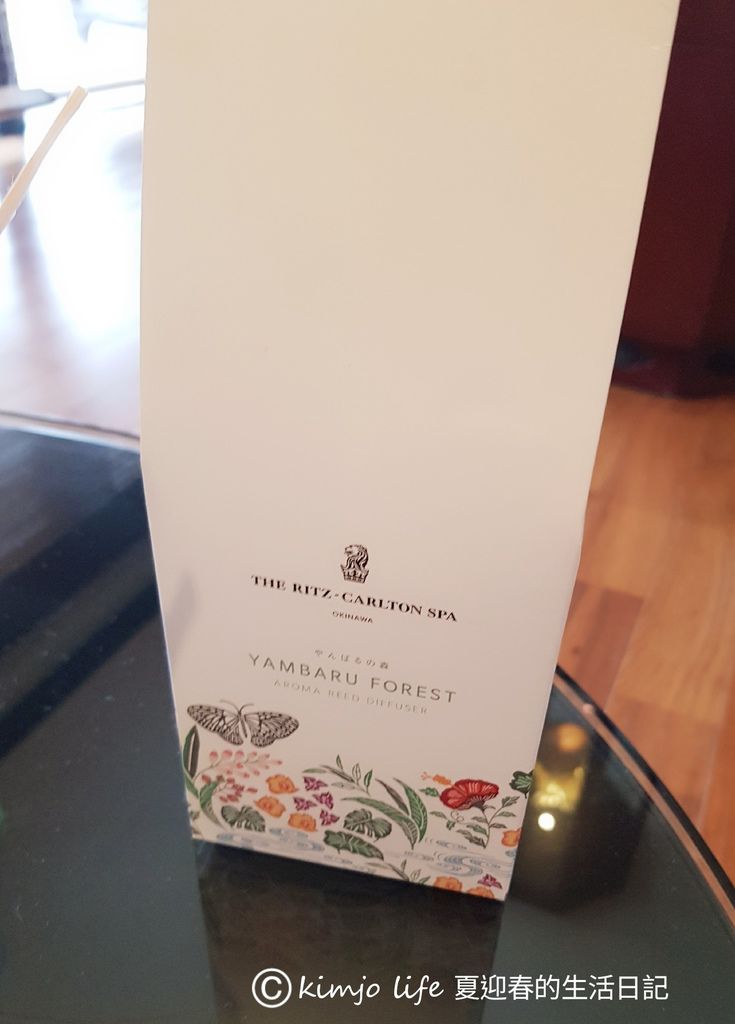 THE RITZ-CARLTON SPA
OKINAWA
やんばるの森
YAMBARU FOREST
AROMA REED DIFFUSER
©kimjo life 夏迎春的生活日記